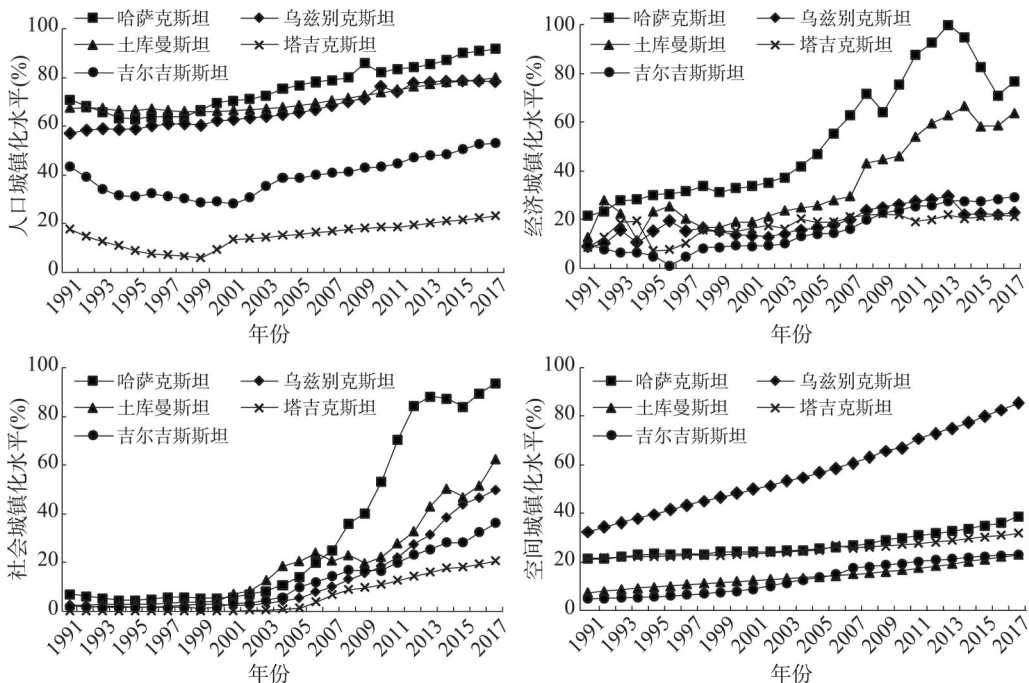 100
80
60
40
20
0
人口城镇化水平(%)
哈萨克斯坦
乌兹别克斯坦
土库曼斯坦
塔吉克斯坦
吉尔吉斯斯坦
1991
1993
1995
1997
1999
2001
2003
2005
2007
2009
2011
2013
2015
2017
年份
100
80
60
40
20
0
经济城镇化水平(%)
哈萨克斯坦
乌兹别克斯坦
土库曼斯坦
塔吉克斯坦
吉尔吉斯斯坦
1991
1993
1995
1997
1999
2001
2003
2005
2007
2009
2011
2013
2015
2017
年份
100
80
60
40
20
0
社会城镇化水平(%)
哈萨克斯坦
乌兹别克斯坦
土库曼斯坦
塔吉克斯坦
吉尔吉斯斯坦
1991
1993
1995
1997
1999
2001
2003
2005
2007
2009
2011
2013
2015
2017
年份
100
80
60
40
20
0
空间城镇化水平(%)
哈萨克斯坦
乌兹别克斯坦
土库曼斯坦
塔吉克斯坦
吉尔吉斯斯坦
1991
1993
1995
1997
1999
2001
2003
2005
2007
2009
2011
2013
2015
2017
年份